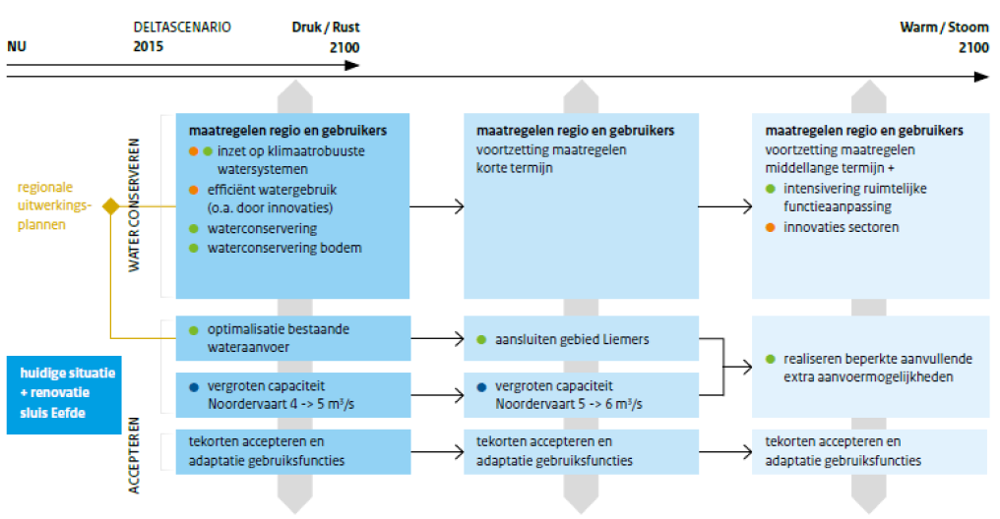 NU
DELTASCENARIO
2015
Druk / Rust
2100
Warm / Stoom
2100
WATER CONSERVEREN
regionale
uitwerkings-
plannen
maatregelen regio en gebruikers
inzet op klimaatrobuuste
watersystemen
efficiënt watergebruik
(o.a. door innovaties)
waterconservering
waterconservering bodem
maatregelen regio en gebruikers
voortzetting maatregelen
korte termijn
maatregelen regio en gebruikers
voortzetting maatregelen
middellange termijn +
intensivering ruimtelijke
functieaanpassing
innovaties sectoren
optimalisatie bestaande
wateraanvoer
aansluiten gebied Liemers
realiseren beperkte aanvullende
extra aanvoermogelijkheden
huidige situatie
+ renovatie
sluis Eefde
vergroten capaciteit
Noordervaart 4 -> 5 m³/s
vergroten capaciteit
Noordervaart 5 -> 6 m³/s
ACCEPTEREN
tekorten accepteren en
adaptatie gebruiksfuncties
tekorten accepteren en
adaptatie gebruiksfuncties
tekorten accepteren en
adaptatie gebruiksfuncties